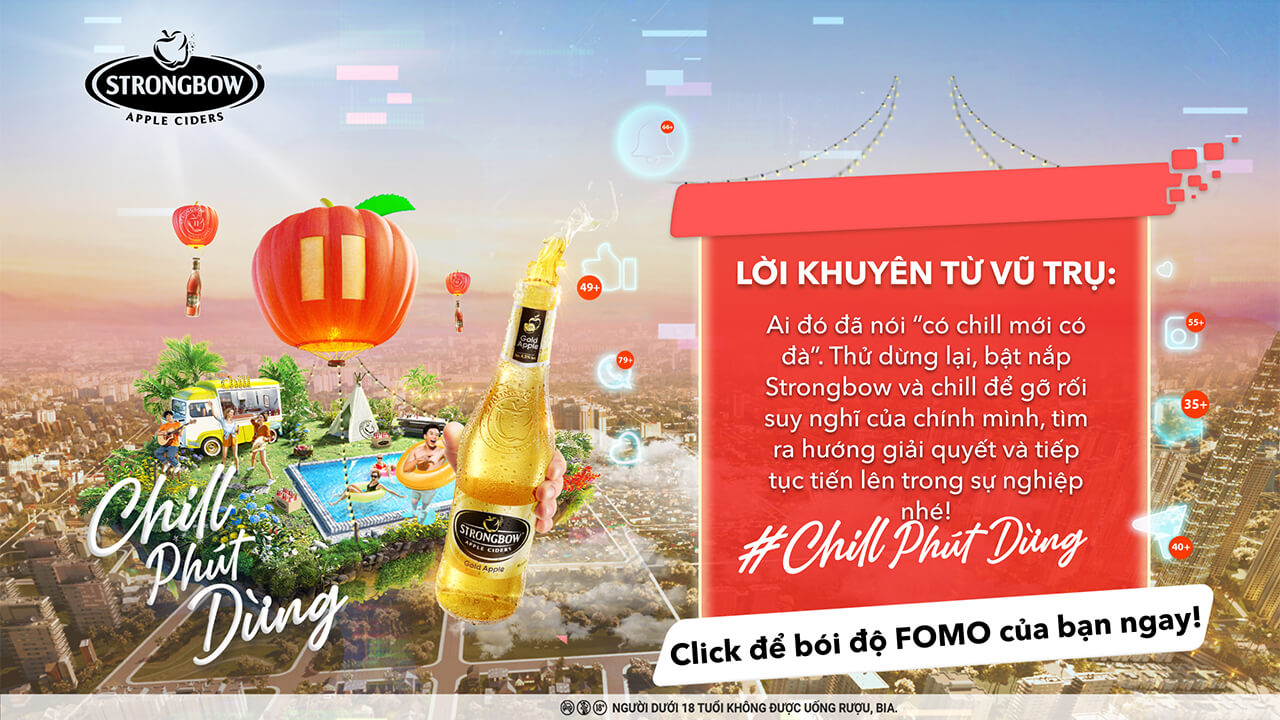 STRONGBOW
APPLE CIDERS
66+
49+
79+
Gold
Apple
Chill
STRONGBOW
APPLE CIDERS
Gold Apple
Chill
Phút
Dừng
LỜI KHUYÊN TỪ VŨ TRỤ:
Ai đó đã nói “có chill mới có
đà”. Thử dừng lại, bật nắp
Strongbow và chill để gỡ rối
suy nghĩ của chính mình, tìm
ra hướng giải quyết và tiếp
tục tiến lên trong sự nghiệp
nhé!
#Chill Phút Dừng
55+
35+
40+
Click để bói độ FOMO của bạn ngay!
18+
NGƯỜI DƯỚI 18 TUỔI KHÔNG ĐƯỢC UỐNG RƯỢU, BIA.